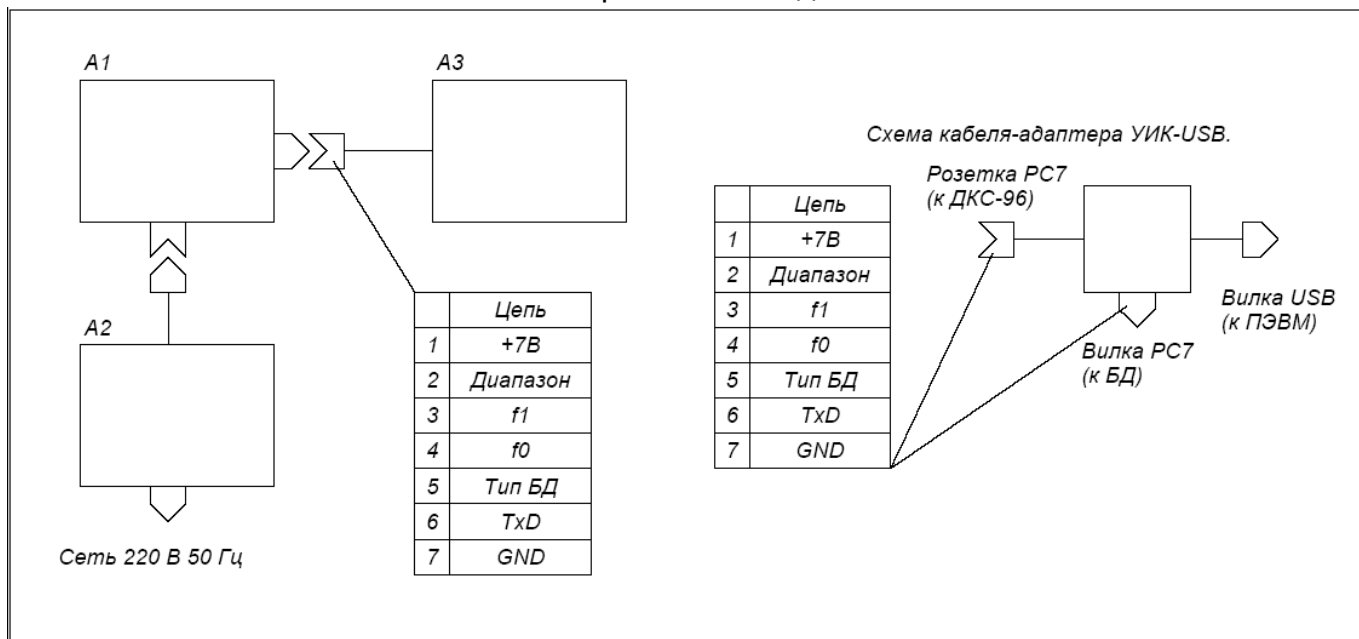 А1
А3
А2
Сеть 220 В 50 Гц
Цепь
1 +7В
2 Диапазон
3 f1
4 f0
5 Тип БД
6 TxD
7 GND
Схема кабеля-адаптера УИК-USB.
Розетка РС7
(к ДКС-96)
Цепь
1 +7В
2 Диапазон
3 f1
4 f0
5 Тип БД
6 TxD
7 GND
Вилка USB
(к ПЭВМ)
Вилка РС7
(к БД)